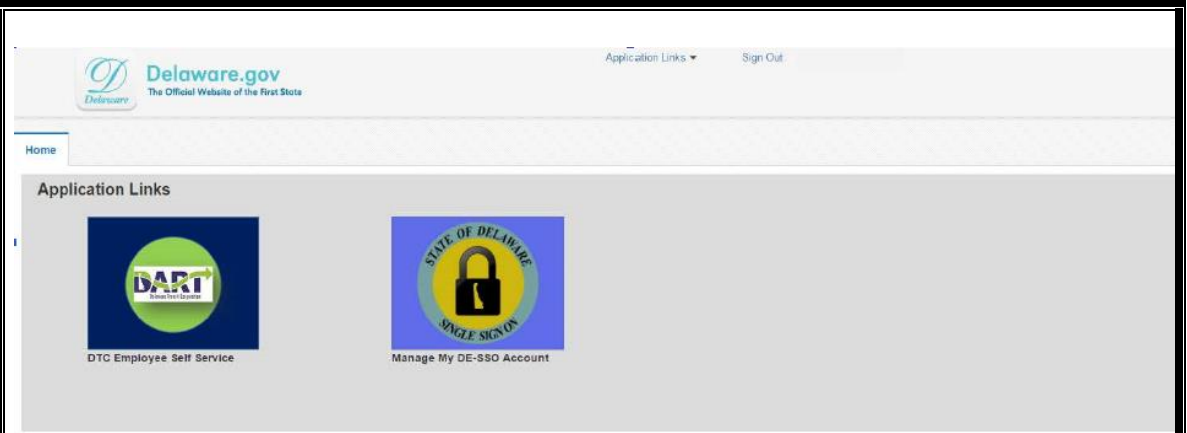 Application Links
Sign Out
Delaware
Delaware.gov
The Official Website of the First State
Home
Application Links
DART
STATE OF DELAWARE
SINGLE SIGN ON
DTC Employee Self Service
Manage My DE-SSO Account